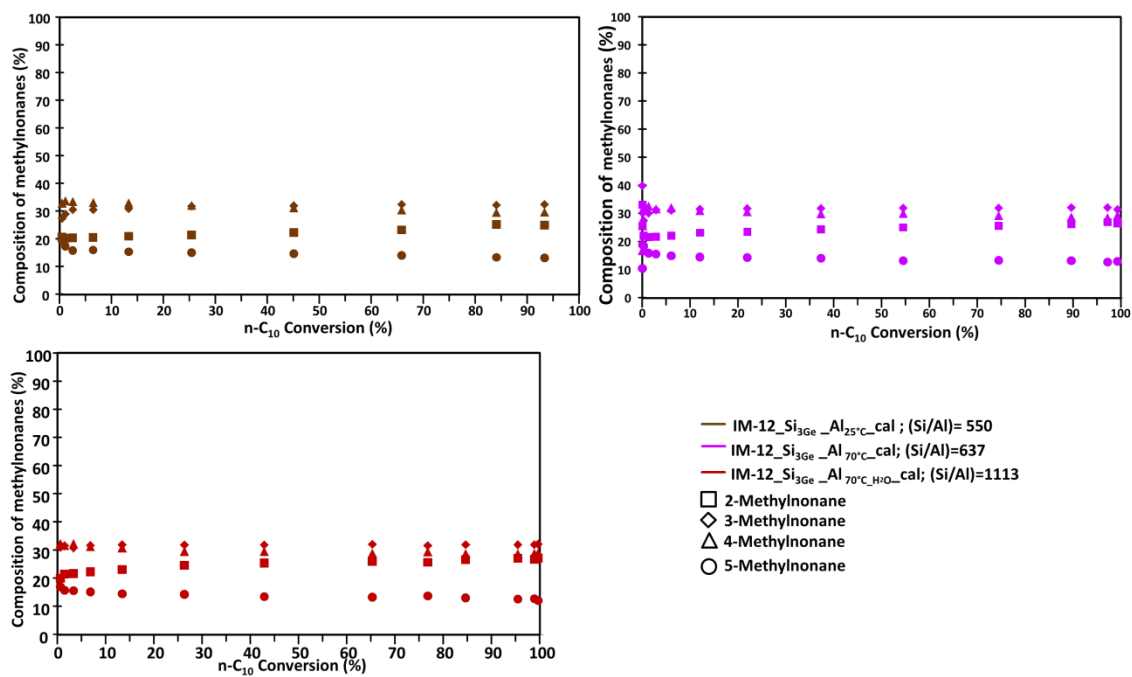 Composition of methylnonanes (%)
100
90
80
70
60
50
40
30
20
10
0
0 10 20 30 40 50 60 70 80 90 100
n-C₁₀ Conversion (%)
Composition of methylnonanes (%)
100
90
80
70
60
50
40
30
20
10
0
0 10 20 30 40 50 60 70 80 90 100
n-C₁₀ Conversion (%)
Composition of methylnonanes (%)
100
90
80
70
60
50
40
30
20
10
0
0 10 20 30 40 50 60 70 80 90 100
n-C₁₀ Conversion (%)
IM-12_Si3Ge _Al25°C_cal ; (Si/Al)= 550
IM-12_Si3Ge _Al 70°C_cal; (Si/Al)=637
IM-12_Si3Ge _Al 70°C_H2O_cal; (Si/Al)=1113
2-Methylnonane
3-Methylnonane
4-Methylnonane
5-Methylnonane